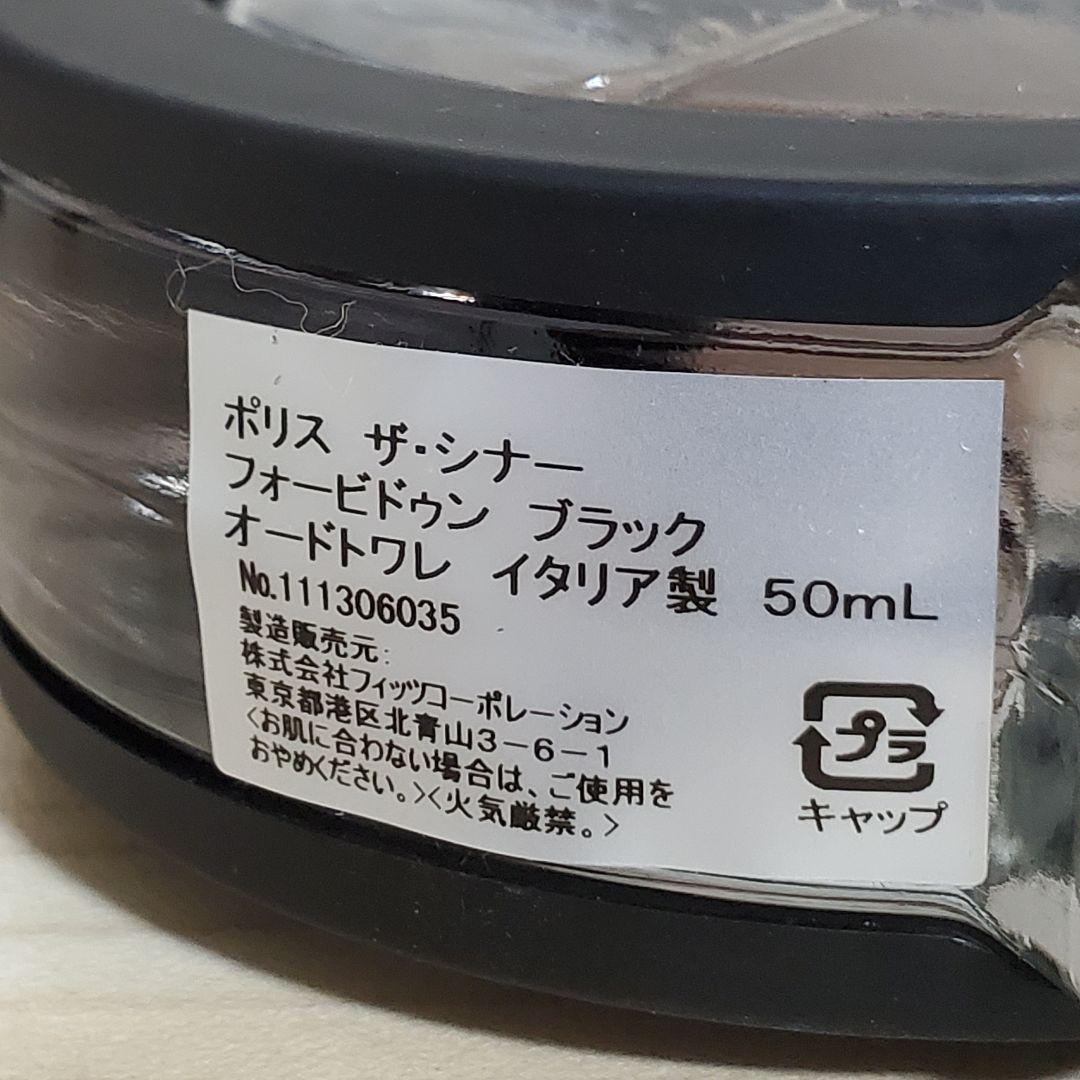 ポリス ザ・シナー
フォービドゥン ブラック
オードトワレ イタリア製 50mL
No.111306035
製造販売元:
株式会社フィッツコーポレーション
東京都港区北青山3-6-1
<お肌に合わない場合は、ご使用を
おやめください。><火気厳禁。>
プラ
キャップ